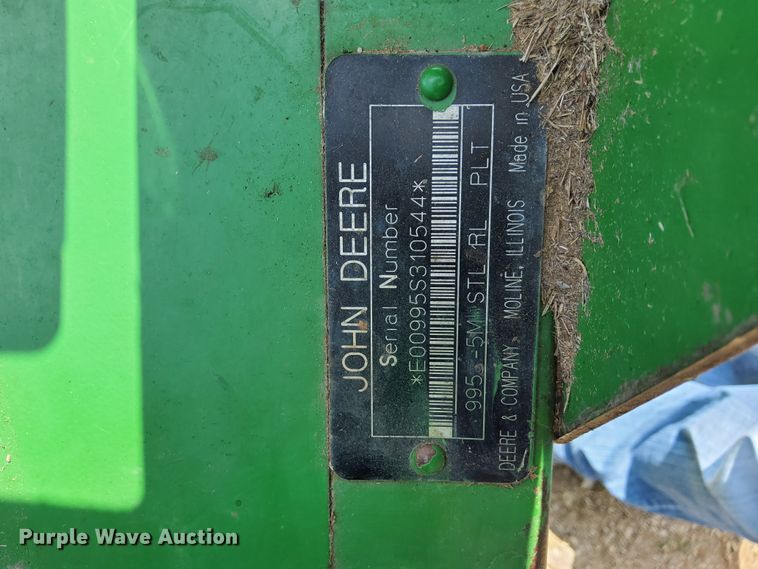 JOHN DEERE
Serial Number
*E00995S310544*
995 -5M STL RL PLT
DEERE & COMPANY, MOLINE, ILLINOIS Made in USA
Purple Wave Auction